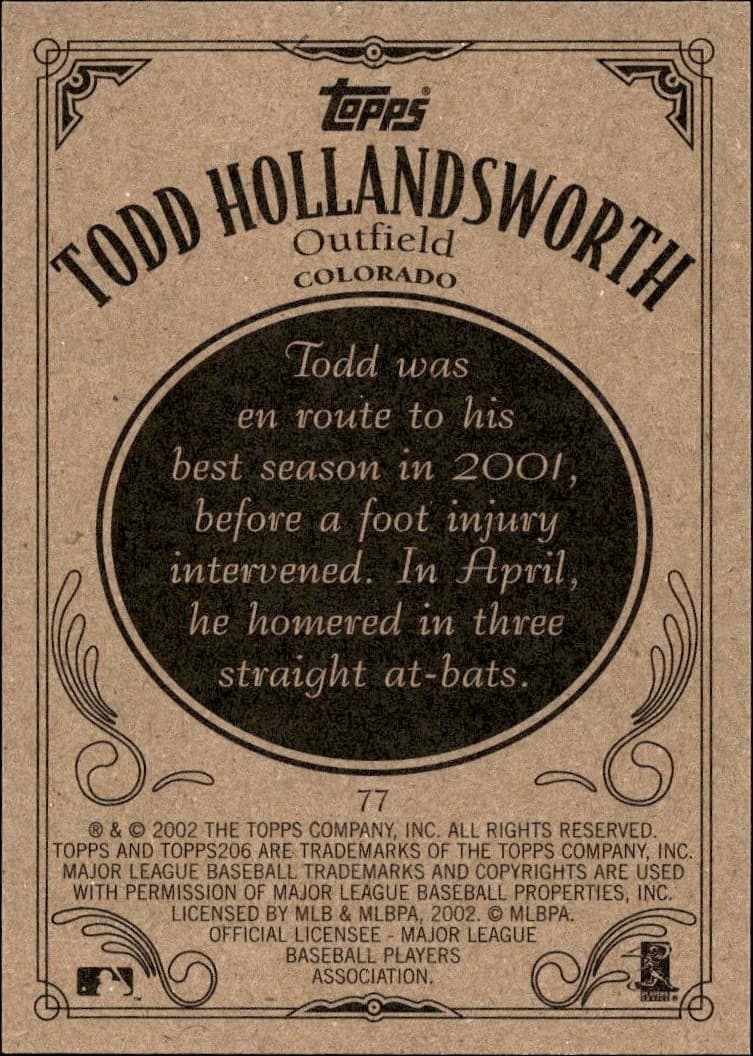 Topps®
TODD HOLLANDSWORTH
Outfield
COLORADO
Todd was
en route to his
best season in 2001,
before a foot injury
intervened. In April,
he homered in three
straight at-bats.
77
® & © 2002 THE TOPPS COMPANY, INC. ALL RIGHTS RESERVED.
TOPPS AND TOPPS206 ARE TRADEMARKS OF THE TOPPS COMPANY, INC.
MAJOR LEAGUE BASEBALL TRADEMARKS AND COPYRIGHTS ARE USED
WITH PERMISSION OF MAJOR LEAGUE BASEBALL PROPERTIES, INC.
LICENSED BY MLB & MLBPA, 2002. © MLBPA.
OFFICIAL LICENSEE - MAJOR LEAGUE
BASEBALL PLAYERS
ASSOCIATION.